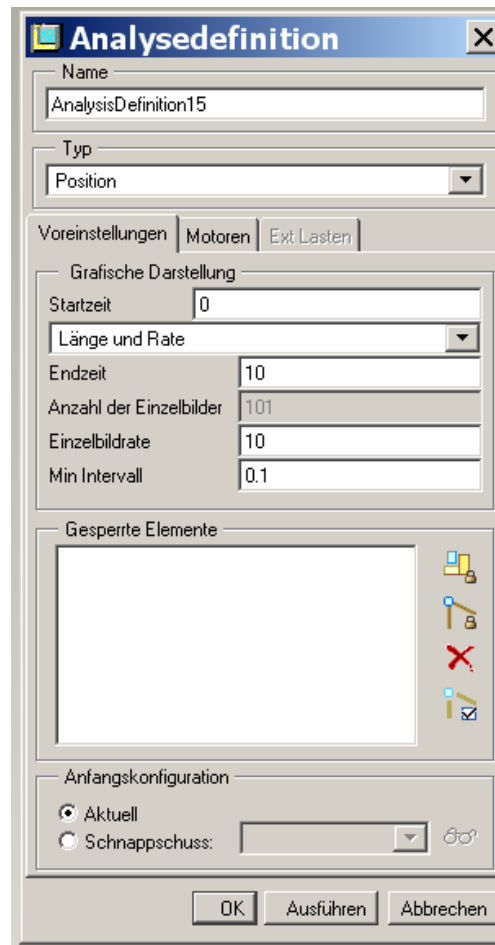 Analysedefinition
Name
AnalysisDefinition15
Typ
Position
Voreinstellungen Motoren Ext Lasten
Grafische Darstellung
Startzeit 0
Länge und Rate
Endzeit 10
Anzahl der Einzelbilder 101
Einzelbildrate 10
Min Intervall 0.1
Gesperrte Elemente
Anfangskonfiguration
Aktuell
Schnappschuss:
OK Ausführen Abbrechen